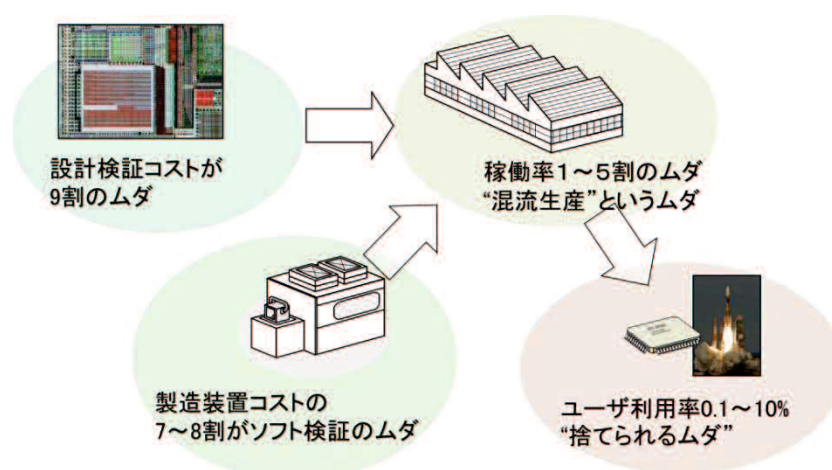 設計検証コストが
9割のムダ
稼働率1～5割のムダ
“混流生産”というムダ
製造装置コストの
7～8割がソフト検証のムダ
ユーザ利用率0.1～10%
“捨てられるムダ”